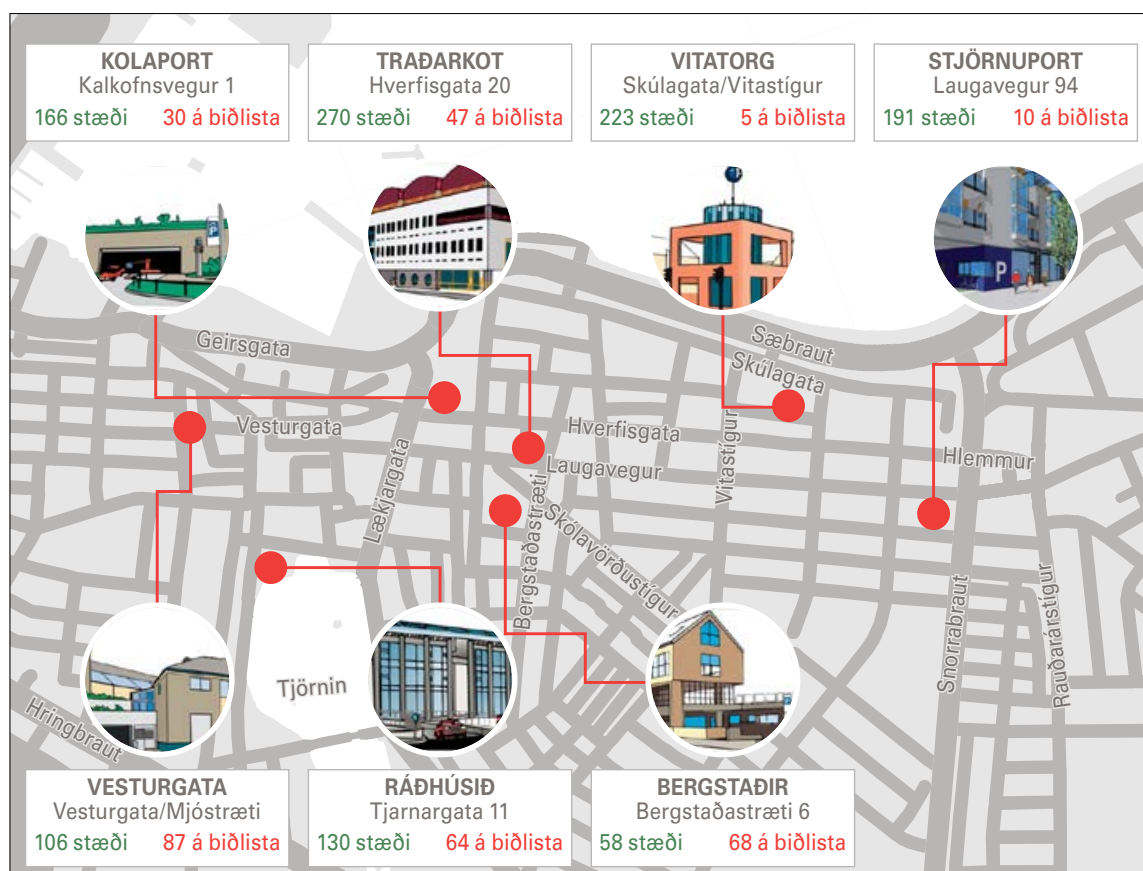 KOLAPORT
Kalkofnsvegur 1
166 stæði 30 á biðlista
TRAÐARKOT
Hverfisgata 20
270 stæði 47 á biðlista
VITATORG
Skúlagata/Vitastígur
223 stæði 5 á biðlista
STJÖRNUPORT
Laugavegur 94
191 stæði 10 á biðlista
P
P
Geirsgata
Sæbraut
Skúlagata
Vesturgata
Hverfisgata
Laugavegur
Hlemmur
Lækjargata
Bergstaðastræti
Skólavörðustígur
Vitastígur
Snorrabraut
Rauðarárstígur
Tjörnin
Hringbraut
VESTURGATA
Vesturgata/Mjóstræti
106 stæði 87 á biðlista
RÁÐHÚSIÐ
Tjarnargata 11
130 stæði 64 á biðlista
BERGSTAÐIR
Bergstaðastræti 6
58 stæði 68 á biðlista